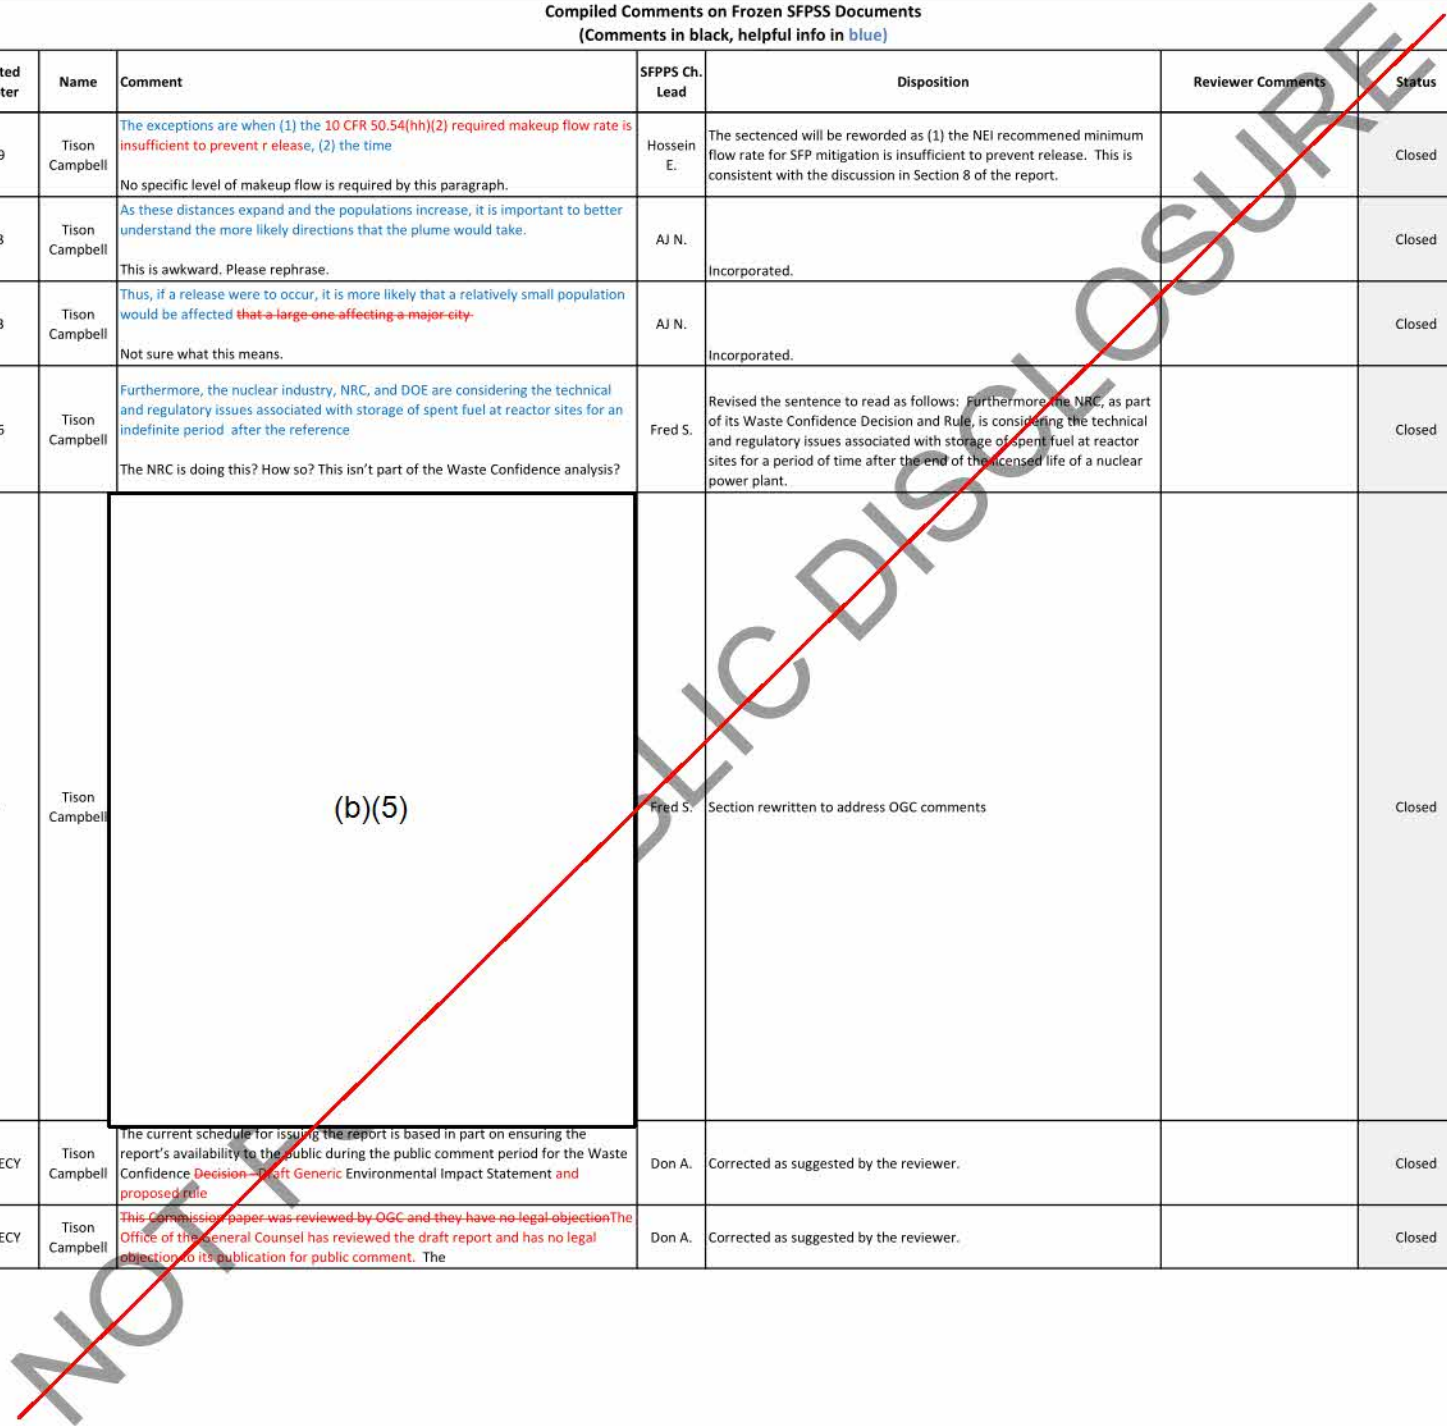 Compiled Comments on Frozen SFPSS Documents
(Comments in black, helpful info in blue)
ted
ter
Name
Comment
SFPPS Ch.
Lead
Disposition
Reviewer Comments
Status
9
Tison
Campbell
The exceptions are when (1) the 10 CFR 50.54(hh)(2) required makeup flow rate is
insufficient to prevent r elease, (2) the time
No specific level of makeup flow is required by this paragraph.
Hossein
E.
The sectenced will be reworded as (1) the NEI recommened minimum
flow rate for SFP mitigation is insufficient to prevent release. This is
consistent with the discussion in Section 8 of the report.
Closed
3
Tison
Campbell
As these distances expand and the populations increase, it is important to better
understand the more likely directions that the plume would take.
This is awkward. Please rephrase.
AJ N.
Incorporated.
Closed
3
Tison
Campbell
Thus, if a release were to occur, it is more likely that a relatively small population
would be affected that a large one affecting a major city
Not sure what this means.
AJ N.
Incorporated.
Closed
5
Tison
Campbell
Furthermore, the nuclear industry, NRC, and DOE are considering the technical
and regulatory issues associated with storage of spent fuel at reactor sites for an
indefinite period after the reference
The NRC is doing this? How so? This isn't part of the Waste Confidence analysis?
Fred S.
Revised the sentence to read as follows: Furthermore the NRC, as part
of its Waste Confidence Decision and Rule, is considering the technical
and regulatory issues associated with storage of spent fuel at reactor
sites for a period of time after the end of the licensed life of a nuclear
power plant.
Closed
Tison
Campbell
(b)(5)
Fred S.
Section rewritten to address OGC comments
Closed
ECY
Tison
Campbell
The current schedule for issuing the report is based in part on ensuring the
report's availability to the public during the public comment period for the Waste
Confidence Decision Draft Generic Environmental Impact Statement and
proposed rule
Don A.
Corrected as suggested by the reviewer.
Closed
ECY
Tison
Campbell
This Commission paper was reviewed by OGC and they have no legal objectionThe
Office of the General Counsel has reviewed the draft report and has no legal
objection to its publication for public comment. The
Don A.
Corrected as suggested by the reviewer.
Closed
NOT F BLIC DISCLOSURE